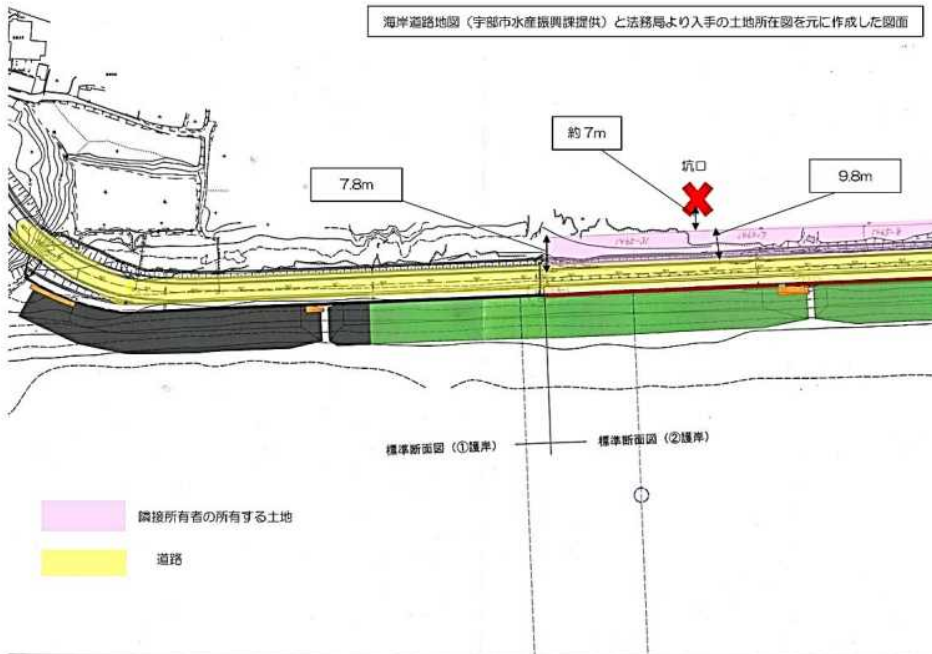 海岸道路地図（宇部市水産振興課提供）と法務局より入手の土地所在図を元に作成した図面
約7m
坑口
7.8m
9.8m
1465-31
標準断面図（①護岸）
標準断面図（②護岸）
隣接所有者の所有する土地
道路